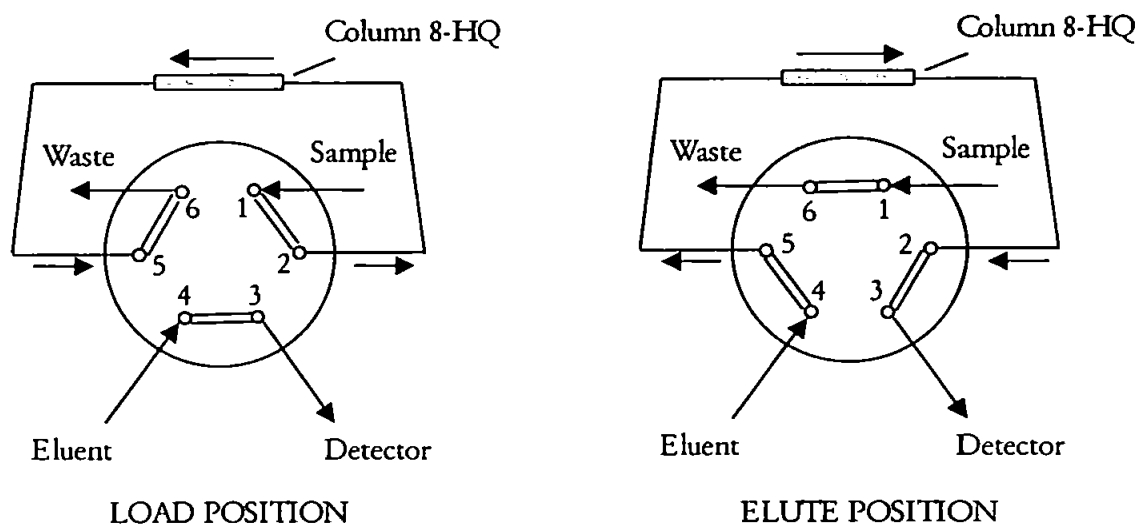 Column 8-HQ
Waste
Sample
6
1
5
2
4
3
Eluent
Detector
LOAD POSITION
Column 8-HQ
Waste
Sample
6
1
5
2
4
3
Eluent
Detector
ELUTE POSITION